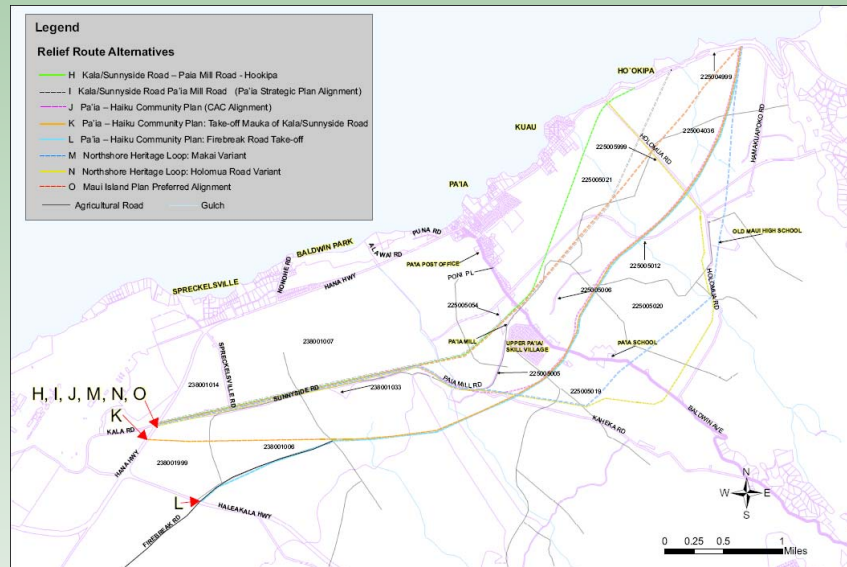 Legend
Relief Route Alternatives
H Kala/Sunnyside Road – Paia Mill Road - Hookipa
I Kala/Sunnyside Road Pa'ia Mill Road (Pa'ia Strategic Plan Alignment)
J Pa'ia – Haiku Community Plan (CAC Alignment)
K Pa'ia – Haiku Community Plan: Take-off Mauka of Kala/Sunnyside Road
L Pa'ia – Haiku Community Plan: Firebreak Road Take-off
M Northshore Heritage Loop: Makai Variant
N Northshore Heritage Loop: Holomua Road Variant
O Maui Island Plan Preferred Alignment
Agricultural Road
Gulch
HO`OKIPA
225004999
KUAU
HOLOMUA RD
225004036
HAMAKUAPOKO RD
225005999
225005021
PA'IA
OLD MAUI HIGH SCHOOL
PUNA RD
BALDWIN PARK
ALAWAI RD
PA'IA POST OFFICE
PONI PL
225005012
HOLOMUA RD
NONOHE RD
HANA HWY
SPRECKELSVILLE
225005006
225005054
225005020
238001007
PA'IA MILL
UPPER PA'IA/
SKILL VILLAGE
PA'IA SCHOOL
238001014
SPRECKELSVILLE RD
SUNNYSIDE RD
238001033
PA'IA MILL RD
225005005
225005019
H, I, J, M, N, O
K
KALA RD
KAHEKA RD
BALDWIN AVE
HANA HWY
238001006
238001999
L
HALEAKALA HWY
FIREBREAK RD
N
W E
S
0 0.25 0.5 1
Miles